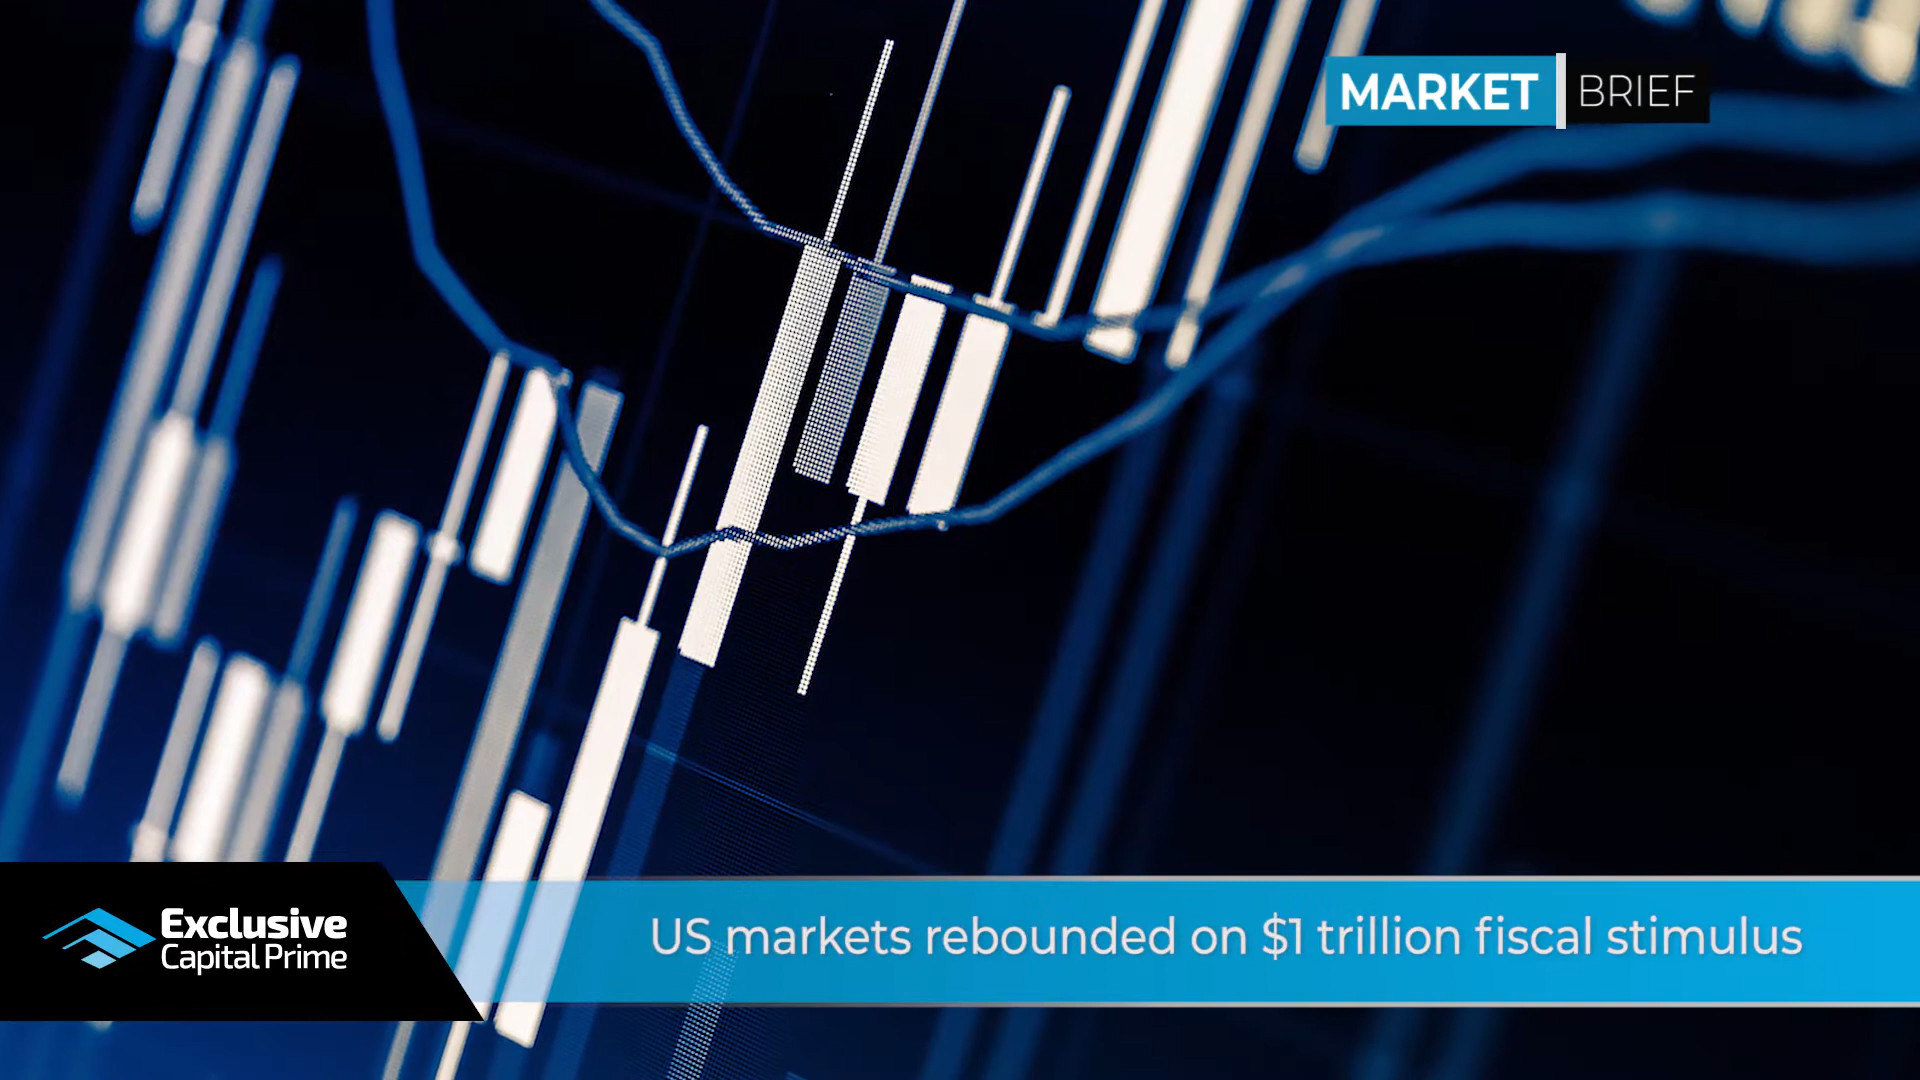 MARKET BRIEF
Exclusive
Capital Prime
US markets rebounded on $1 trillion fiscal stimulus